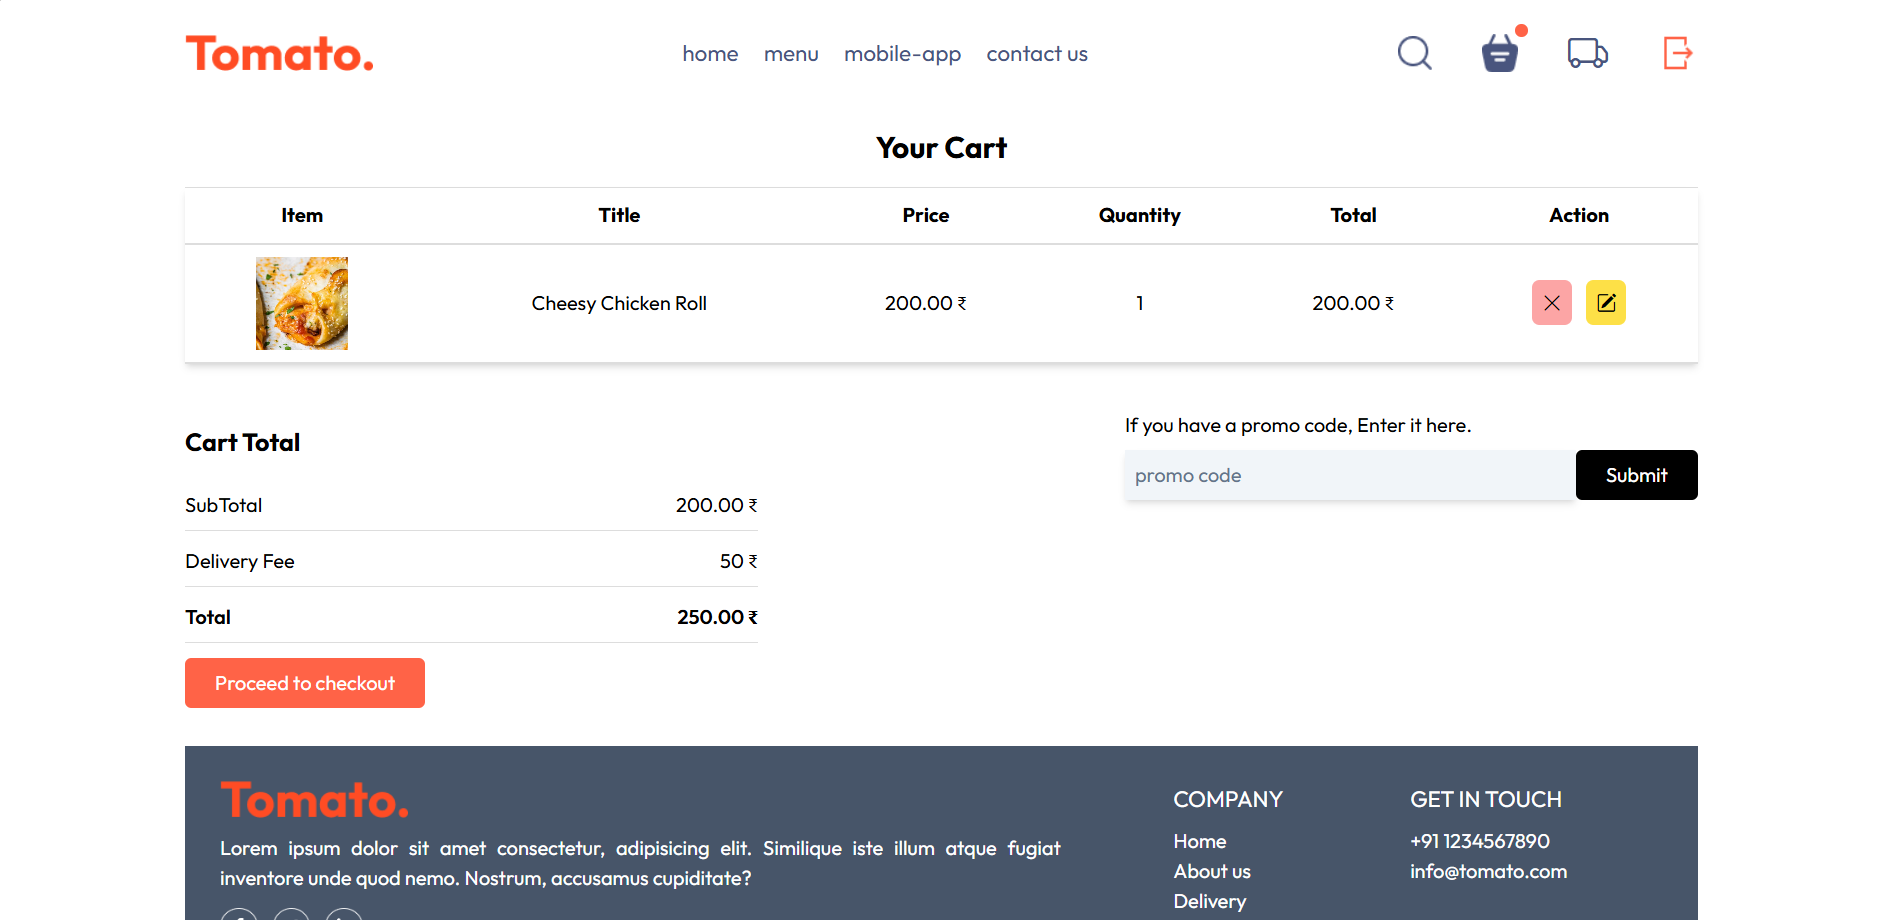 Tomato.
home menu mobile-app contact us
Your Cart
Item Title Price Quantity Total Action
Cheesy Chicken Roll 200.00 ₹ 1 200.00 ₹
If you have a promo code, Enter it here.
promo code Submit
Cart Total
SubTotal 200.00 ₹
Delivery Fee 50 ₹
Total 250.00 ₹
Proceed to checkout
Tomato.
Lorem ipsum dolor sit amet consectetur, adipisicing elit. Similique iste illum atque fugiat
inventore unde quod nemo. Nostrum, accusamus cupiditate?
COMPANY
Home
About us
Delivery
GET IN TOUCH
+91 1234567890
info@tomato.com